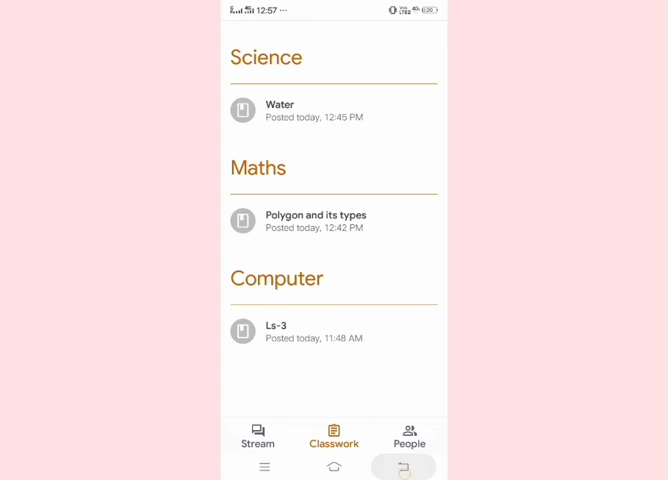 12:57 ...
Science
Water
Posted today, 12:45 PM
Maths
Polygon and its types
Posted today, 12:42 PM
Computer
Ls-3
Posted today, 11:48 AM
Stream Classwork People